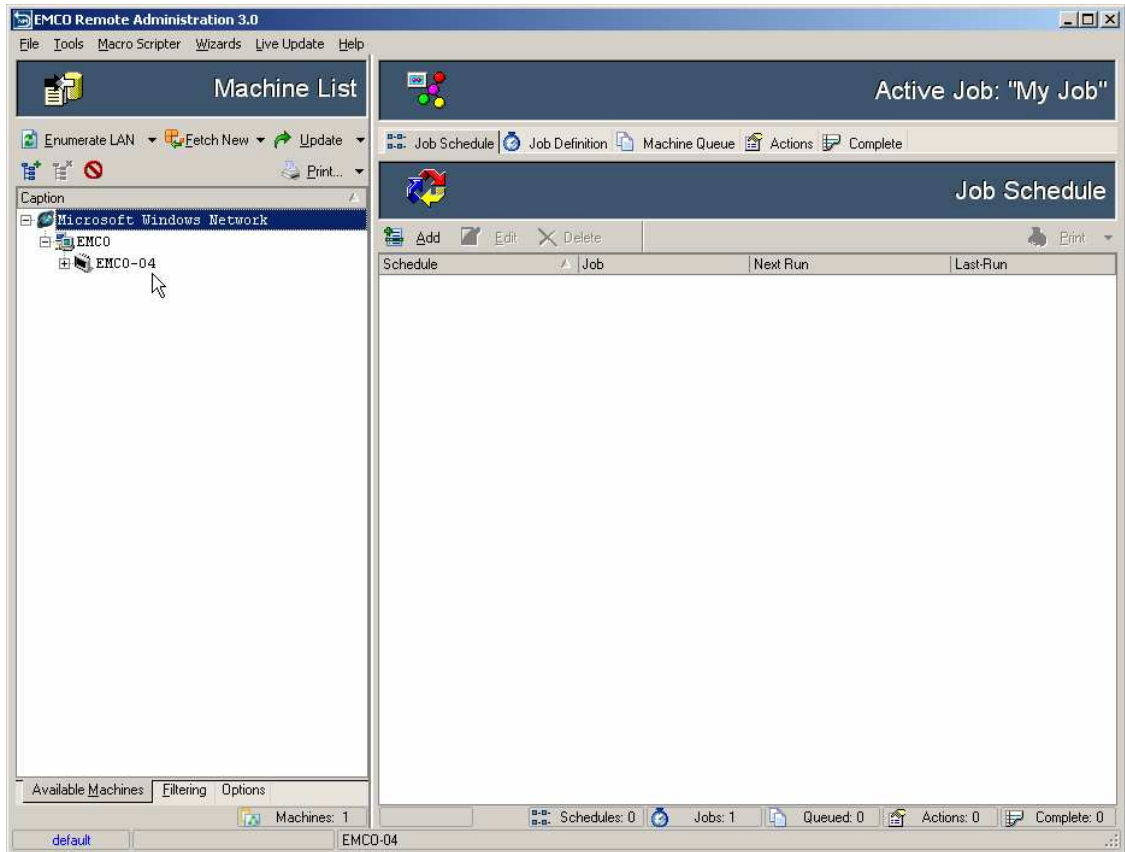 EMCO Remote Administration 3.0
File Tools Macro Scripter Wizards Live Update Help
Machine List
Active Job: "My Job"
Enumerate LAN Fetch New Update
Print...
Job Schedule Job Definition Machine Queue Actions Complete
Job Schedule
Caption
Microsoft Windows Network
EMCO
EMCO-04
Add Edit Delete Print
Schedule Job Next Run Last-Run
Available Machines Filtering Options
Machines: 1
Schedules: 0 Jobs: 1 Queued: 0 Actions: 0 Complete: 0
default EMCO-04